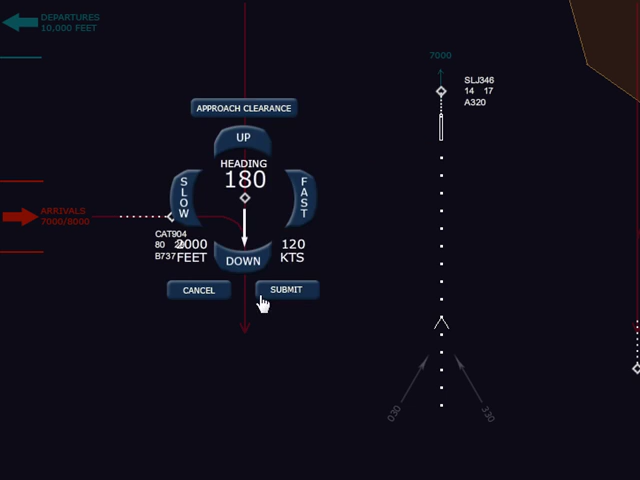 DEPARTURES
10,000 FEET
7000
SLJ346
14 17
A320
APPROACH CLEARANCE
UP
HEADING
180
SLOW
FAST
ARRIVALS
7000/8000
CAT904
80
B737
2000
FEET
120
KTS
DOWN
CANCEL
SUBMIT
030
330